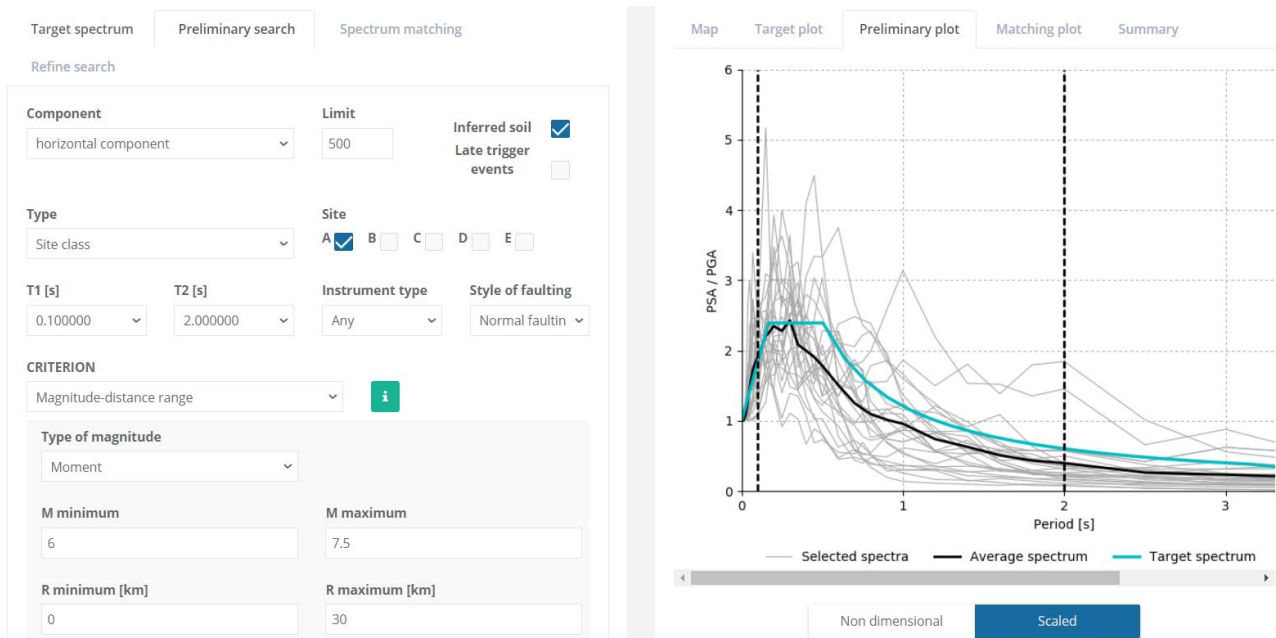 Target spectrum Preliminary search Spectrum matching
Refine search
Component Limit
Inferred soil
horizontal component 500
Late trigger
events
Type Site
Site class A B C D E
T1 [s] T2 [s] Instrument type Style of faulting
0.100000 2.000000 Any Normal faultin
CRITERION
Magnitude-distance range i
Type of magnitude
Moment
M minimum M maximum
6 7.5
R minimum [km] R maximum [km]
0 30
Map Target plot Preliminary plot Matching plot Summary
6
5
4
3
2
1
0
PSA / PGA
0 1 2 3
Period [s]
Selected spectra Average spectrum Target spectrum
Non dimensional Scaled